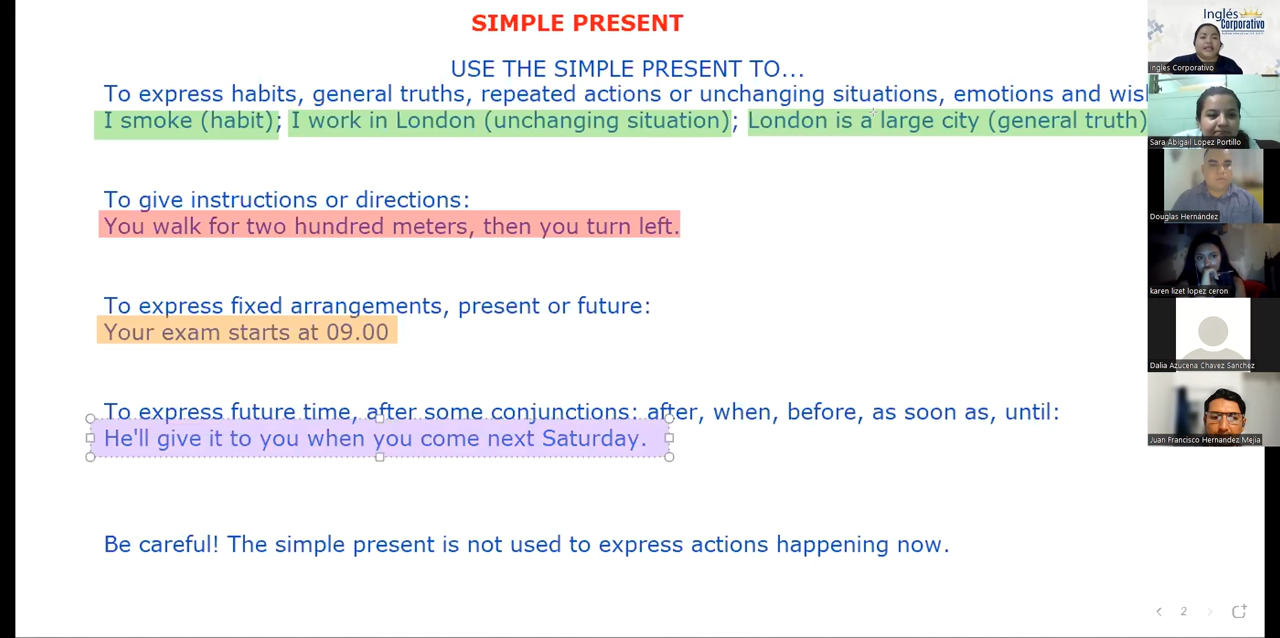 SIMPLE PRESENT
USE THE SIMPLE PRESENT TO...
To express habits, general truths, repeated actions or unchanging situations, emotions and wis
I smoke (habit); I work in London (unchanging situation); London is a large city (general truth)
To give instructions or directions:
You walk for two hundred meters, then you turn left.
To express fixed arrangements, present or future:
Your exam starts at 09.00
To express future time, after some conjunctions: after, when, before, as soon as, until:
He'll give it to you when you come next Saturday.
Be careful! The simple present is not used to express actions happening now.
2
Inglés
Corporativo
Inglés Corporativo
Sara Abigail Lopez Portillo
Douglas Hernández
karen lizet lopez ceron
Dalia Azucena Chavez Sanchez
Juan Francisco Hernandez Mejia